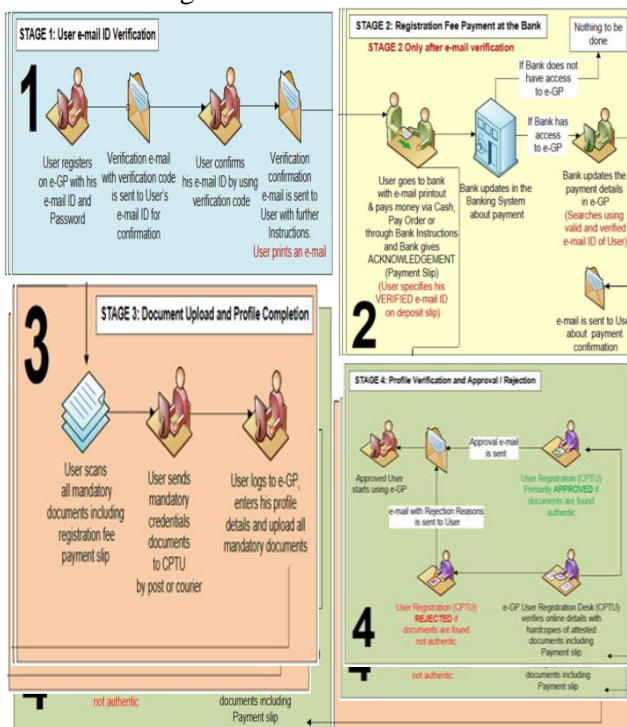 STAGE 1: User e-mail ID Verification
1
User registers
on e-GP with his
e-mail ID and
Password
Verification e-mail
with verification code
is sent to User's
e-mail ID for
confirmation
User confirms
his e-mail ID by using
verification code
Verification
confirmation
e-mail is sent to
User with further
Instructions.
User prints an e-mail
STAGE 2: Registration Fee Payment at the Bank
STAGE 2 Only after e-mail verification
Nothing to be
done
If Bank does not
have access
to e-GP
If Bank has
access
to e-GP
User goes to bank
with e-mail printout
& pays money via Cash,
Pay Order or
through Bank Instructions
and Bank gives
ACKNOWLEDGEMENT
(Payment Slip)
(User specifies his
VERIFIED e-mail ID
on deposit slip)
Bank updates in the
Banking System
about payment
Bank updates the
payment details
in e-GP
(Searches using
valid and verified
e-mail ID of User)
e-mail is sent to User
about payment
confirmation
2
STAGE 3: Document Upload and Profile Completion
3
User scans
all mandatory
documents including
registration fee
payment slip
User sends
mandatory
credentials
documents
to CPTU
by post or courier
User logs to e-GP,
enters his profile
details and upload all
mandatory documents
STAGE 4: Profile Verification and Approval / Rejection
Approved User
starts using e-GP
Approval e-mail
is sent
User Registration (CPTU)
Primarily APPROVED if
documents are found
authentic
e-mail with Rejection Reasons
is sent to User
User Registration (CPTU)
REJECTED if
documents are found
not authentic
e-GP User Registration Desk (CPTU)
verifies online details with
hardcopies of attested
documents including
Payment slip
4
not authentic
documents including
Payment slip
not authentic
documents including
Payment slip